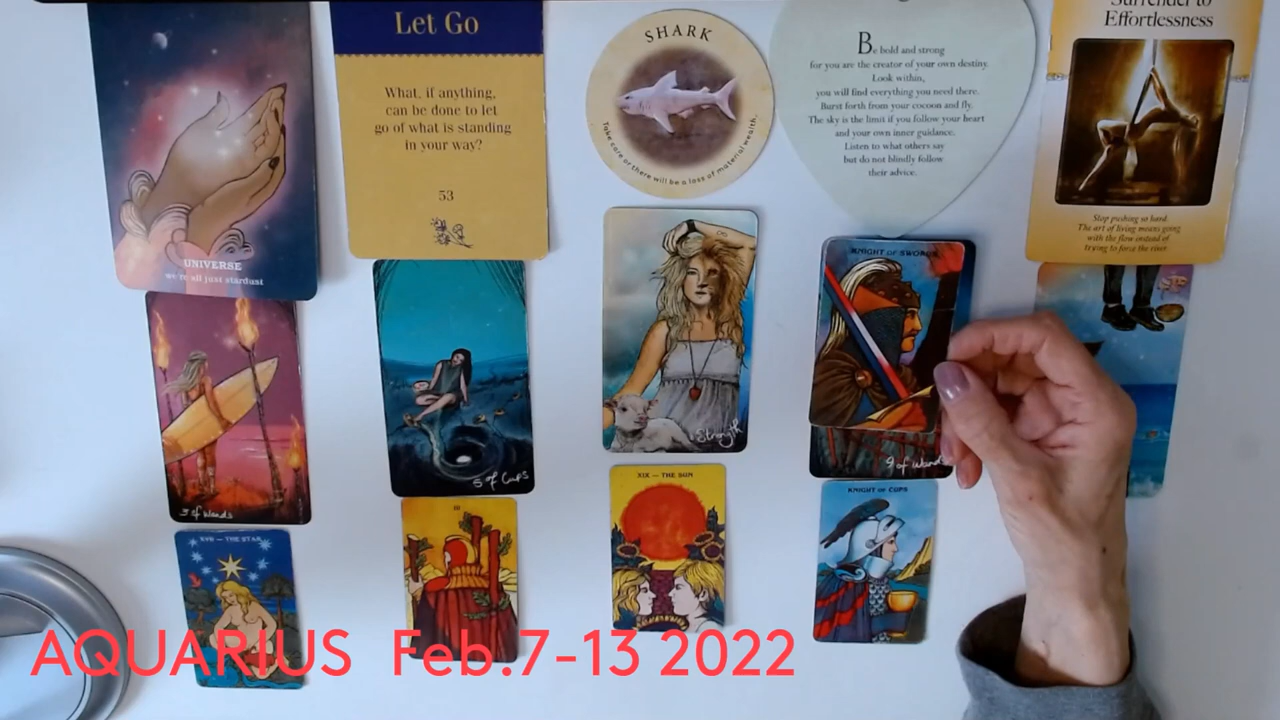 Let Go
What, if anything,
can be done to let
go of what is standing
in your way?
53
SHARK
Take care or there will be a loss of material wealth.
Be bold and strong
for you are the creator of your own destiny.
Look within,
you will find everything you need there.
Burst forth from your cocoon and fly.
The sky is the limit if you follow your heart
and your own inner guidance.
Listen to what others say
but do not blindly follow
their advice.
Surrender to
Effortlessness
Stop pushing so hard.
The art of living means going
with the flow instead of
trying to force the river
UNIVERSE
we're all just stardust
3 of Wands
5 of Cups
Strength
KNIGHT OF SWORDS
9 of Wands
XVII — THE STAR
III
XIX — THE SUN
KNIGHT OF CUPS
AQUARIUS Feb.7-13 2022